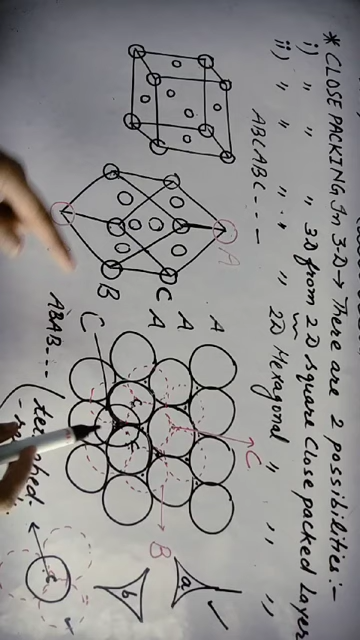 * CLOSE PACKING In 3-D → There are 2 possibilities :-
i) " " " 3D from 2D square close packed Layer
ii) " " " " " 2D Hexagonal " " "
ABCABC - - -
A
B
C
A
A
A
C
B
ABAB...
C
a
b
c